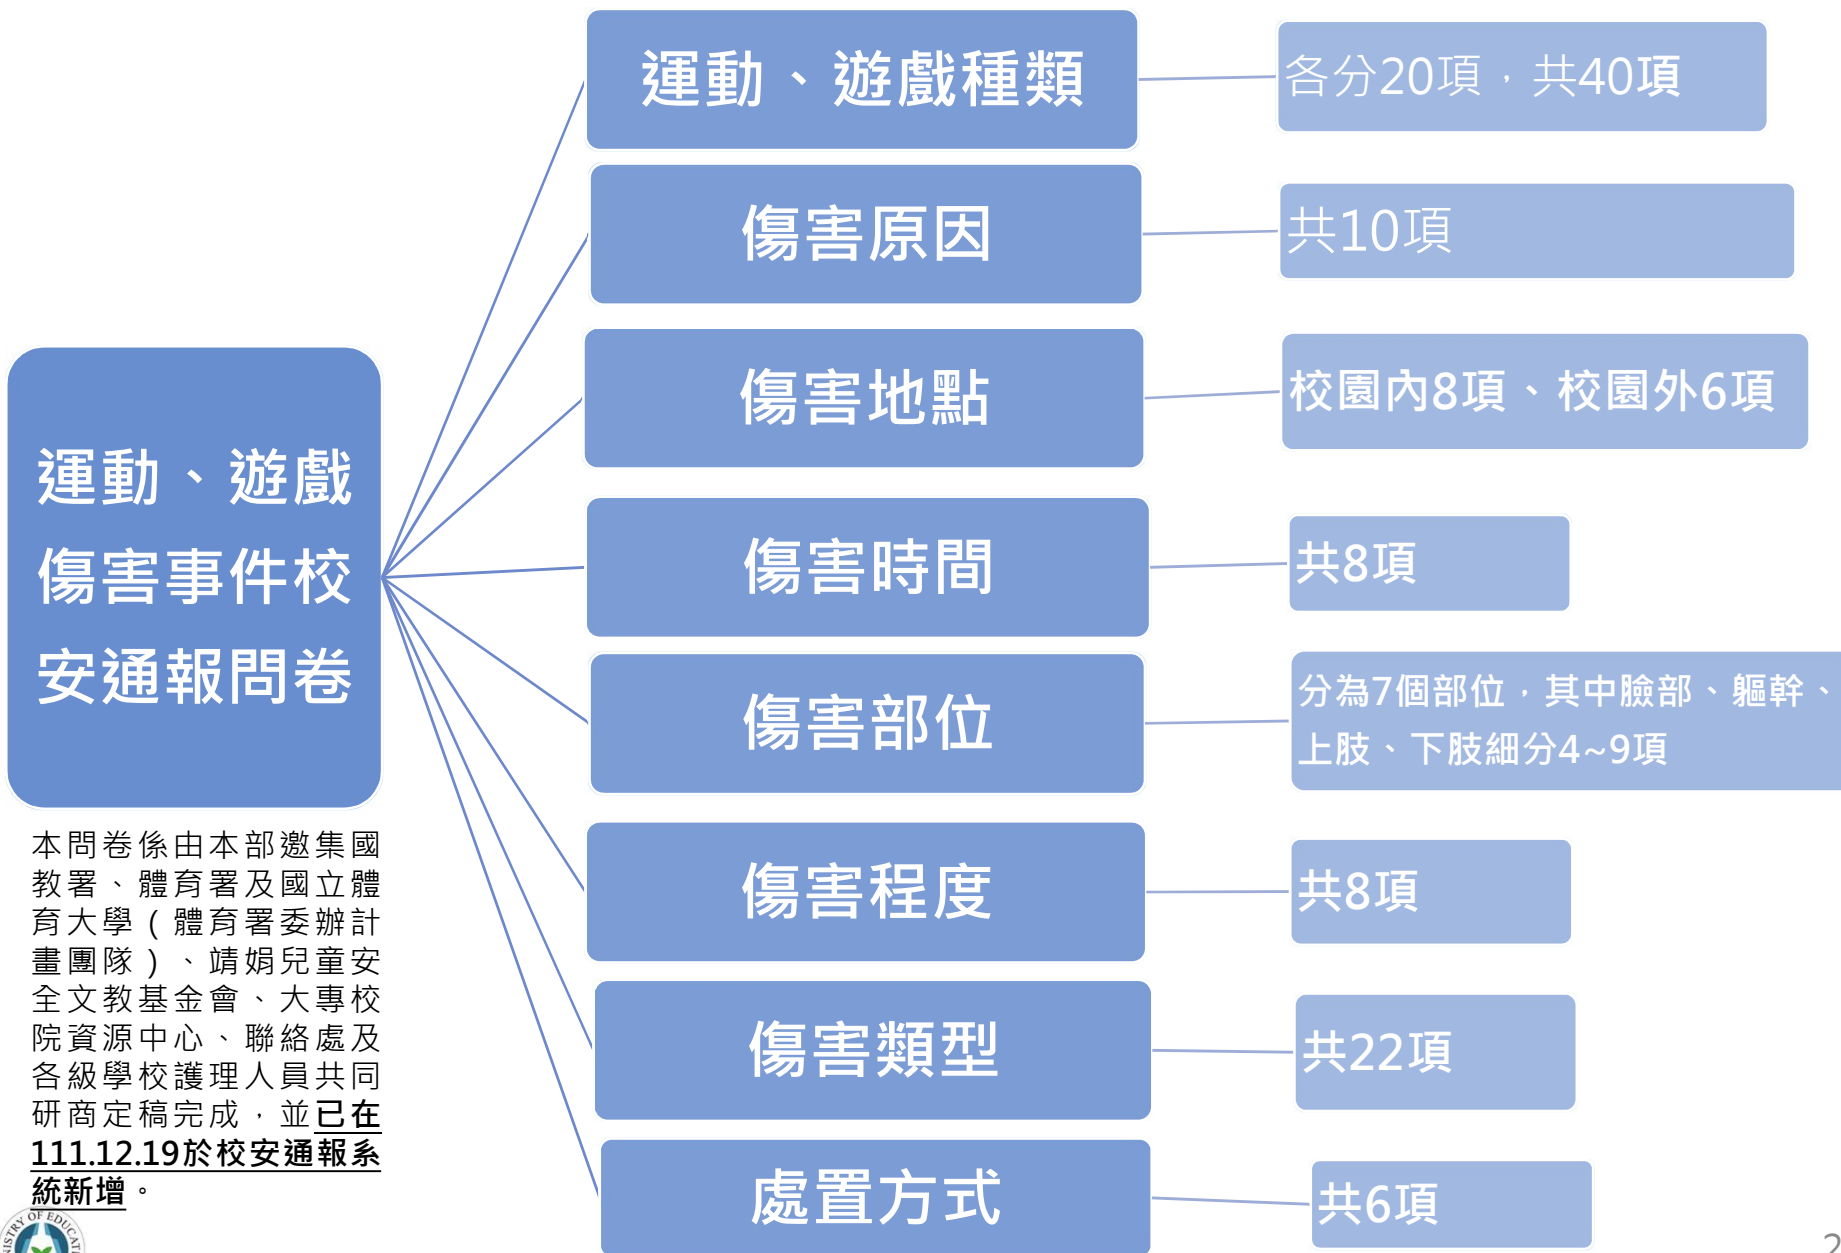 運動、遊戲
傷害事件校
安通報問卷
本問卷係由本部邀集國
教署、體育署及國立體
育大學（體育署委辦計
畫團隊）、靖娟兒童安
全文教基金會、大專校
院資源中心、聯絡處及
各級學校護理人員共同
研商定稿完成，並已在
111.12.19於校安通報系
統新增。
運動、遊戲種類
各分20項，共40項
傷害原因
共10項
傷害地點
校園內8項、校園外6項
傷害時間
共8項
傷害部位
分為7個部位，其中臉部、軀幹、
上肢、下肢細分4~9項
傷害程度
共8項
傷害類型
共22項
處置方式
共6項